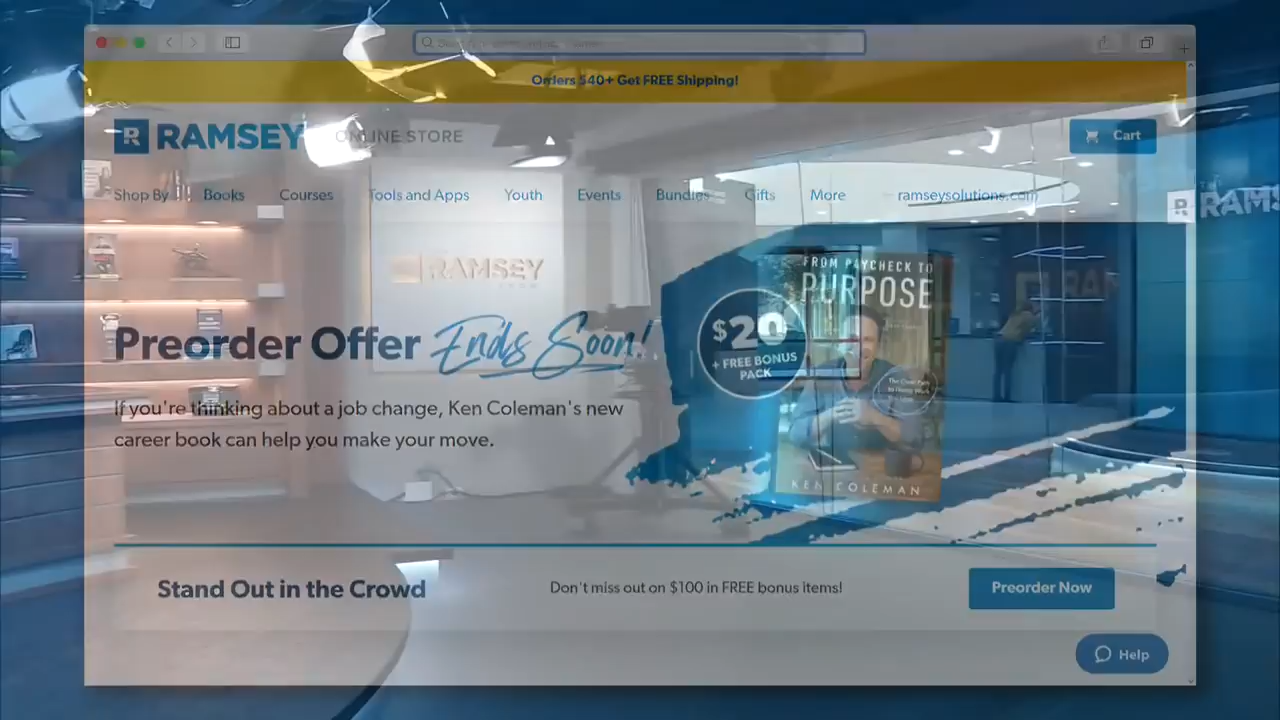 Orders $40+ Get FREE Shipping!
R RAMSEY ONLINE STORE
Cart
Shop By Books Courses Tools and Apps Youth Events Bundles Gifts More ramseysolutions.com
R RAMS
RAMSEY
RAM
FROM PAYCHECK TO
PURPOSE
$20
+ FREE BONUS
PACK
Preorder Offer Ends Soon!
If you're thinking about a job change, Ken Coleman's new
career book can help you make your move.
KEN COLEMAN
Stand Out in the Crowd
Don't miss out on $100 in FREE bonus items!
Preorder Now
Help